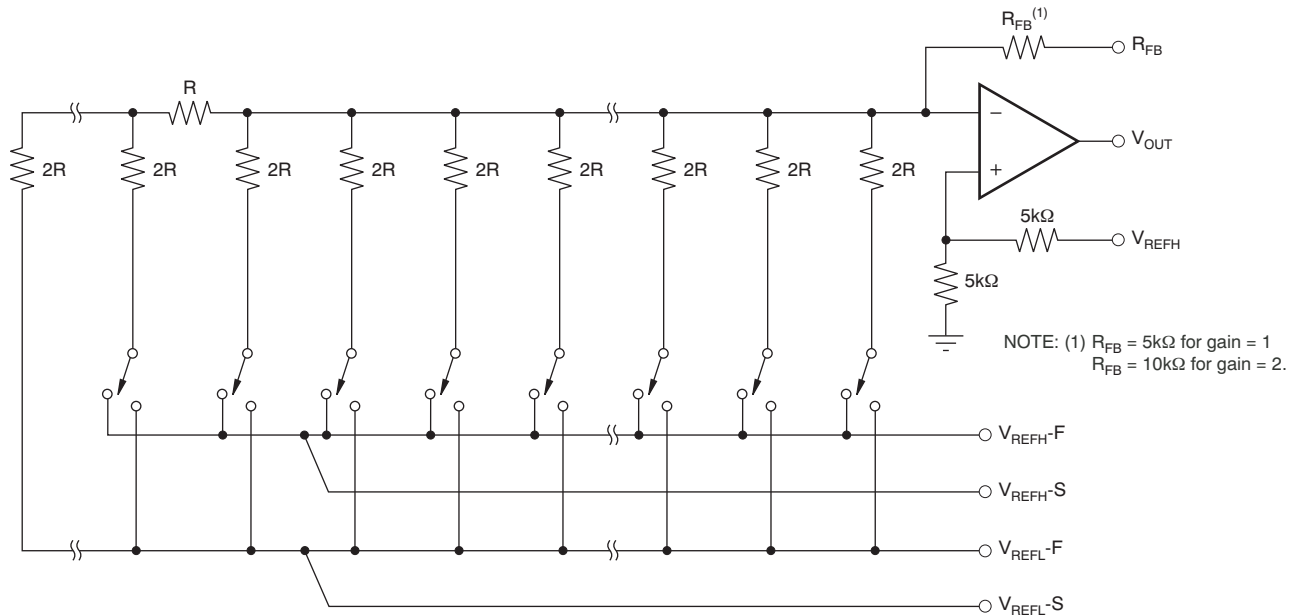 R_FB^(1)
R_FB
R
2R
2R
2R
2R
2R
2R
2R
2R
2R
−
+
V_OUT
5kΩ
V_REFH
5kΩ
NOTE: (1) R_FB = 5kΩ for gain = 1
R_FB = 10kΩ for gain = 2.
V_REFH-F
V_REFH-S
V_REFL-F
V_REFL-S